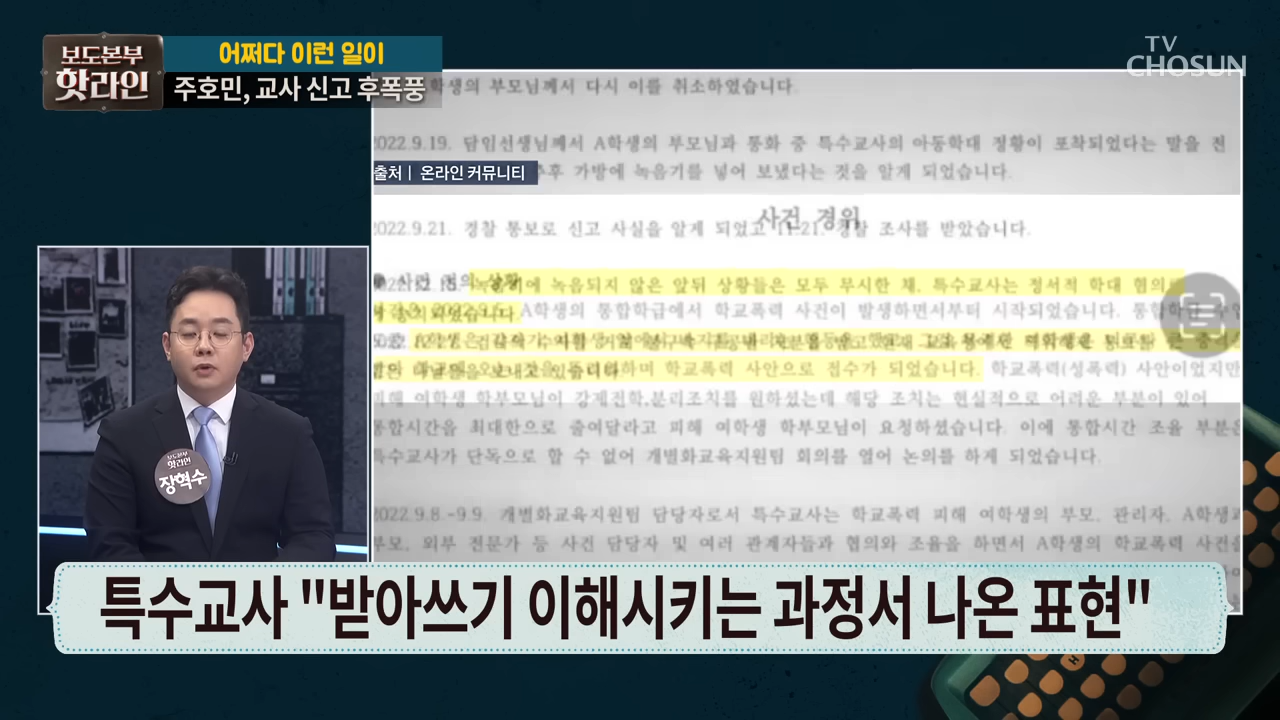 보도본부
핫라인
어쩌다 이런 일이
주호민, 교사 신고 후폭풍
TV
CHOSUN
학생의 부모님께서 다시 이를 취소하였습니다.
2022.9.19. 담임선생님께서 A학생의 부모님과 통화 중 특수교사의 아동학대 정황이 포착되었다는 말을 전
출처 | 온라인 커뮤니티
가방에 녹음기를 넣어 보냈다는 것을 알게 되었습니다.
사건 경위
2022.9.21. 경찰 통보로 신고 사실을 알게 되었고 11.21. 경찰 조사를 받았습니다.
녹음되지 않은 앞뒤 상황들은 모두 무시한 채, 특수교사는 정서적 학대 혐의로
A학생의 통합학급에서 학교폭력 사건이 발생하면서부터 시작되었습니다.
학교폭력 사안으로 접수가 되었습니다. 학교폭력(성폭력) 사안이었지만
피해 여학생 학부모님이 강제전학,분리조치를 원하셨는데 해당 조치는 현실적으로 어려운 부분이 있어
통합시간을 최대한으로 줄여달라고 피해 여학생 학부모님이 요청하셨습니다. 이에 통합시간 조율 부분은
특수교사가 단독으로 할 수 없어 개별화교육지원팀 회의를 열어 논의를 하게 되었습니다.
2022.9.8.-9.9. 개별화교육지원팀 담당자로서 특수교사는 학교폭력 피해 여학생의 부모, 관리자, A학생과
부모, 외부 전문가 등 사건 담당자 및 여러 관계자들과 협의와 조율을 하면서 A학생의 학교폭력 사건을
보도본부
핫라인
장혁수
특수교사 "받아쓰기 이해시키는 과정서 나온 표현"